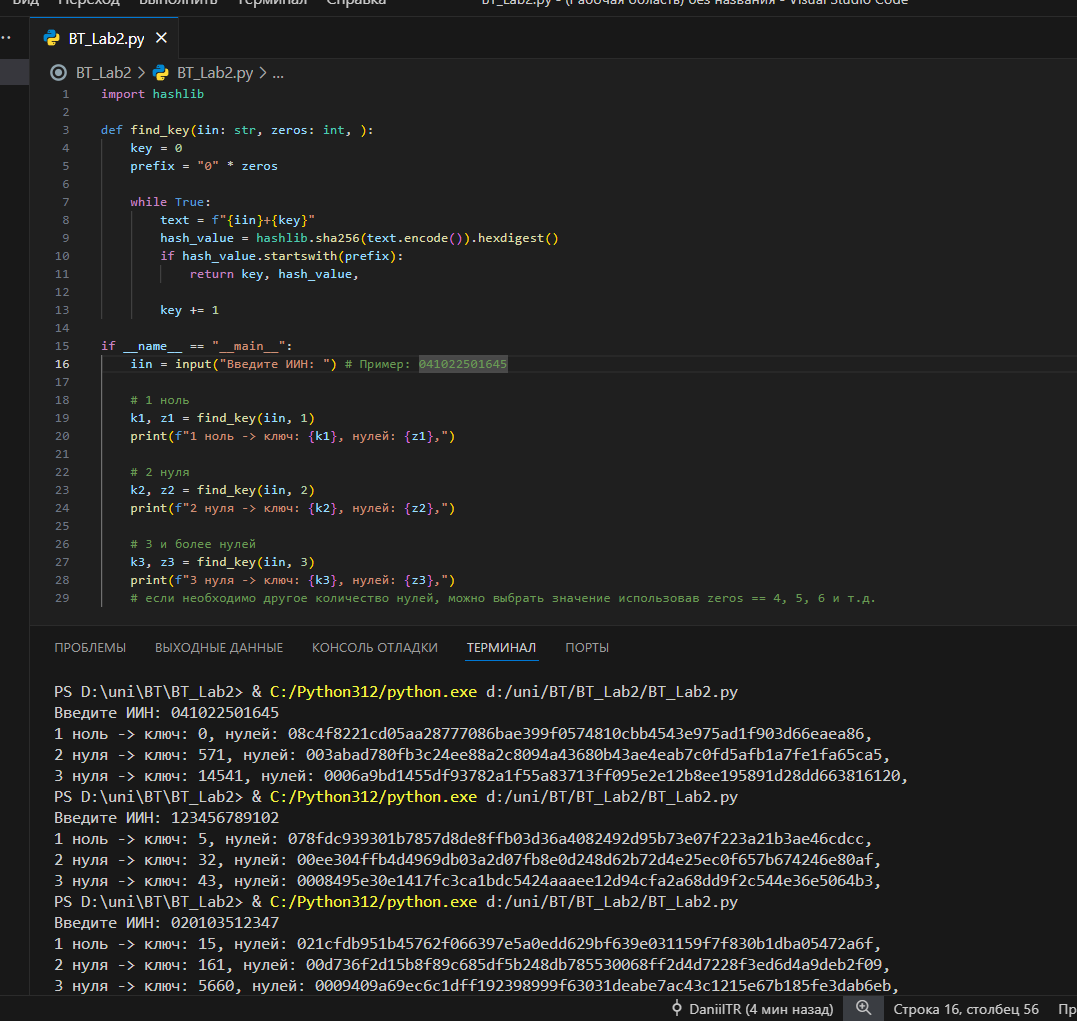 Вид Переход Выполнить Терминал Справка BT_Lab2.py - (Рабочая область) без названия - Visual Studio Code
BT_Lab2.py
BT_Lab2 > BT_Lab2.py > ...
1 import hashlib
2
3 def find_key(iin: str, zeros: int, ):
4 key = 0
5 prefix = "0" * zeros
6
7 while True:
8 text = f"{iin}+{key}"
9 hash_value = hashlib.sha256(text.encode()).hexdigest()
10 if hash_value.startswith(prefix):
11 return key, hash_value,
12
13 key += 1
14
15 if __name__ == "__main__":
16 iin = input("Введите ИИН: ") # Пример: 041022501645
17
18 # 1 ноль
19 k1, z1 = find_key(iin, 1)
20 print(f"1 ноль -> ключ: {k1}, нулей: {z1},")
21
22 # 2 нуля
23 k2, z2 = find_key(iin, 2)
24 print(f"2 нуля -> ключ: {k2}, нулей: {z2},")
25
26 # 3 и более нулей
27 k3, z3 = find_key(iin, 3)
28 print(f"3 нуля -> ключ: {k3}, нулей: {z3},")
29 # если необходимо другое количество нулей, можно выбрать значение использовав zeros == 4, 5, 6 и т.д.
ПРОБЛЕМЫ ВЫХОДНЫЕ ДАННЫЕ КОНСОЛЬ ОТЛАДКИ ТЕРМИНАЛ ПОРТЫ
PS D:\uni\BT\BT_Lab2> & C:/Python312/python.exe d:/uni/BT/BT_Lab2/BT_Lab2.py
Введите ИИН: 041022501645
1 ноль -> ключ: 0, нулей: 08c4f8221cd05aa28777086bae399f0574810cbb4543e975ad1f903d66eaea86,
2 нуля -> ключ: 571, нулей: 003abad780fb3c24ee88a2c8094a43680b43ae4eab7c0fd5afb1a7fe1fa65ca5,
3 нуля -> ключ: 14541, нулей: 0006a9bd1455df93782a1f55a83713ff095e2e12b8ee195891d28dd663816120,
PS D:\uni\BT\BT_Lab2> & C:/Python312/python.exe d:/uni/BT/BT_Lab2/BT_Lab2.py
Введите ИИН: 123456789102
1 ноль -> ключ: 5, нулей: 078fdc939301b7857d8de8ffb03d36a4082492d95b73e07f223a21b3ae46cdcc,
2 нуля -> ключ: 32, нулей: 00ee304ffb4d4969db03a2d07fb8e0d248d62b72d4e25ec0f657b674246e80af,
3 нуля -> ключ: 43, нулей: 0008495e30e1417fc3ca1bdc5424aaaee12d94cfa2a68dd9f2c544e36e5064b3,
PS D:\uni\BT\BT_Lab2> & C:/Python312/python.exe d:/uni/BT/BT_Lab2/BT_Lab2.py
Введите ИИН: 020103512347
1 ноль -> ключ: 15, нулей: 021cfdb951b45762f066397e5a0edd629bf639e031159f7f830b1dba05472a6f,
2 нуля -> ключ: 161, нулей: 00d736f2d15b8f89c685df5b248db785530068ff2d4d7228f3ed6d4a9deb2f09,
3 нуля -> ключ: 5660, нулей: 0009409a69ec6c1dff192398999f63031deabe7ac43c1215e67b185fe3dab6eb,
DaniilTR (4 мин назад) Строка 16, столбец 56 Пр